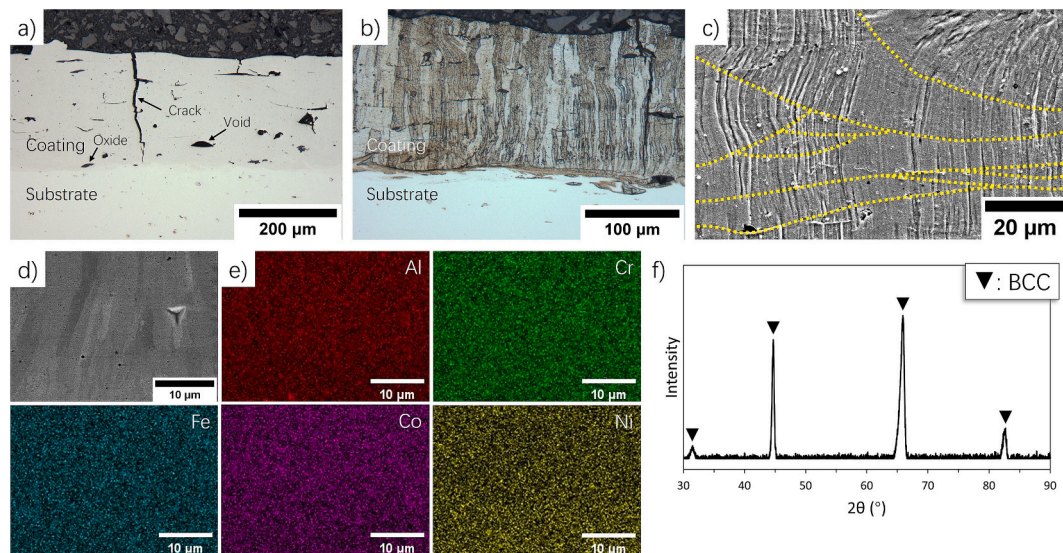 a)
Crack
Void
Oxide
Coating
Substrate
200 µm
b)
Coating
Substrate
100 µm
c)
20 µm
d)
10 µm
e)
Al
10 µm
Cr
10 µm
Fe
10 µm
Co
10 µm
Ni
10 µm
f)
▼: BCC
Intensity
30 40 50 60 70 80 90
2θ (°)